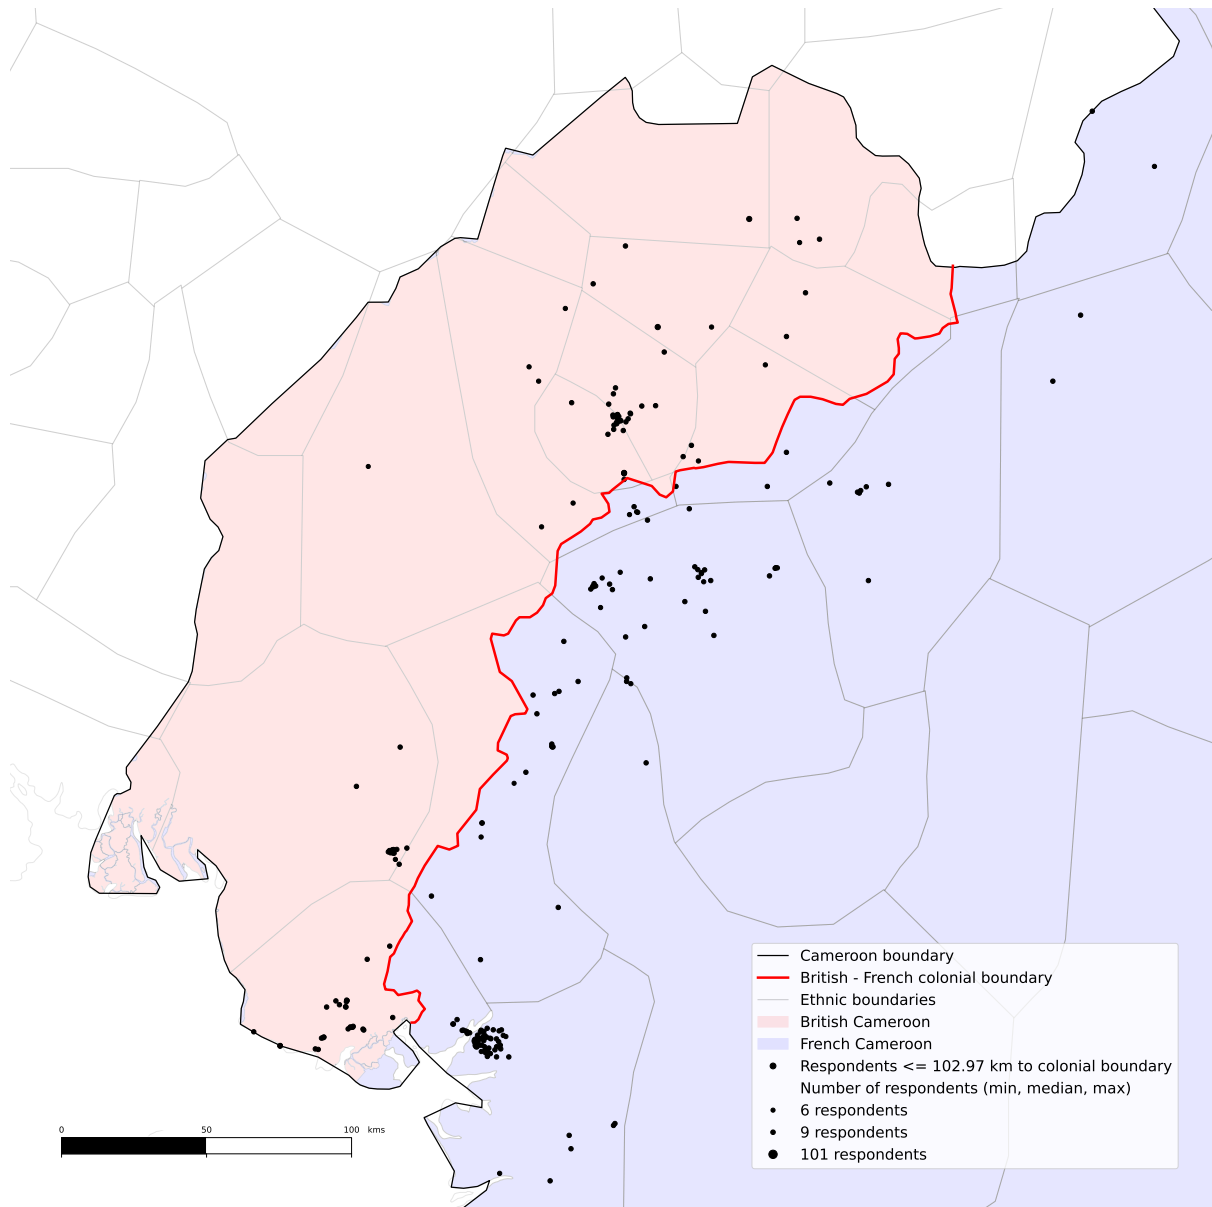 Cameroon boundary
British - French colonial boundary
Ethnic boundaries
British Cameroon
French Cameroon
Respondents <= 102.97 km to colonial boundary
Number of respondents (min, median, max)
6 respondents
9 respondents
101 respondents
0 50 100 kms